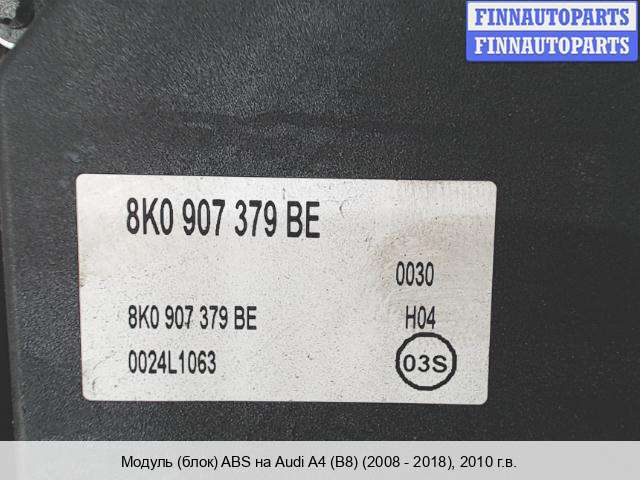 FINNAUTOPARTS
FINNAUTOPARTS
8K0 907 379 BE
0030
8K0 907 379 BE H04
0024L1063 03S
Модуль (блок) ABS на Audi A4 (B8) (2008 - 2018), 2010 г.в.